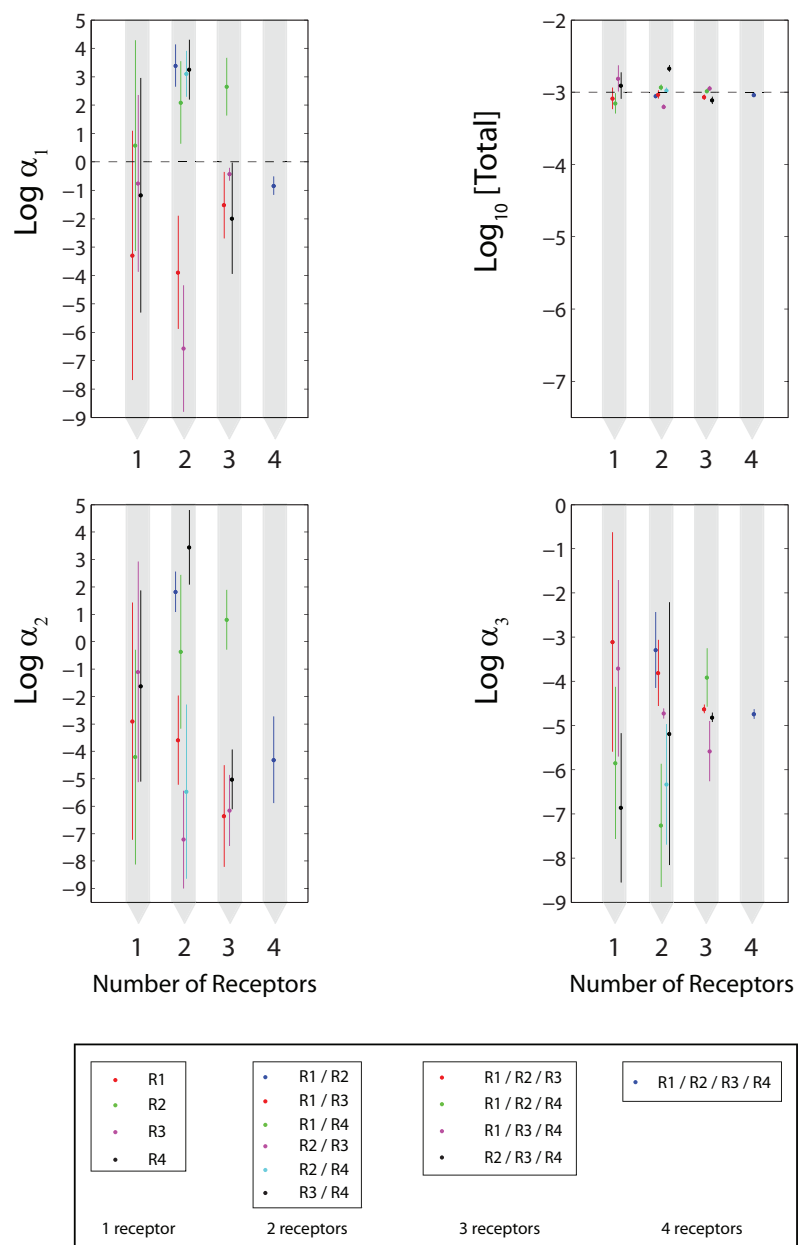 5
4
3
2
1
0
−1
−2
−3
−4
−5
−6
−7
−8
−9
Log α1
1 2 3 4
−2
−3
−4
−5
−6
−7
Log10 [Total]
1 2 3 4
5
4
3
2
1
0
−1
−2
−3
−4
−5
−6
−7
−8
−9
Log α2
1 2 3 4
Number of Receptors
0
−1
−2
−3
−4
−5
−6
−7
−8
−9
Log α3
1 2 3 4
Number of Receptors
R1
R2
R3
R4
1 receptor
R1 / R2
R1 / R3
R1 / R4
R2 / R3
R2 / R4
R3 / R4
2 receptors
R1 / R2 / R3
R1 / R2 / R4
R1 / R3 / R4
R2 / R3 / R4
3 receptors
R1 / R2 / R3 / R4
4 receptors